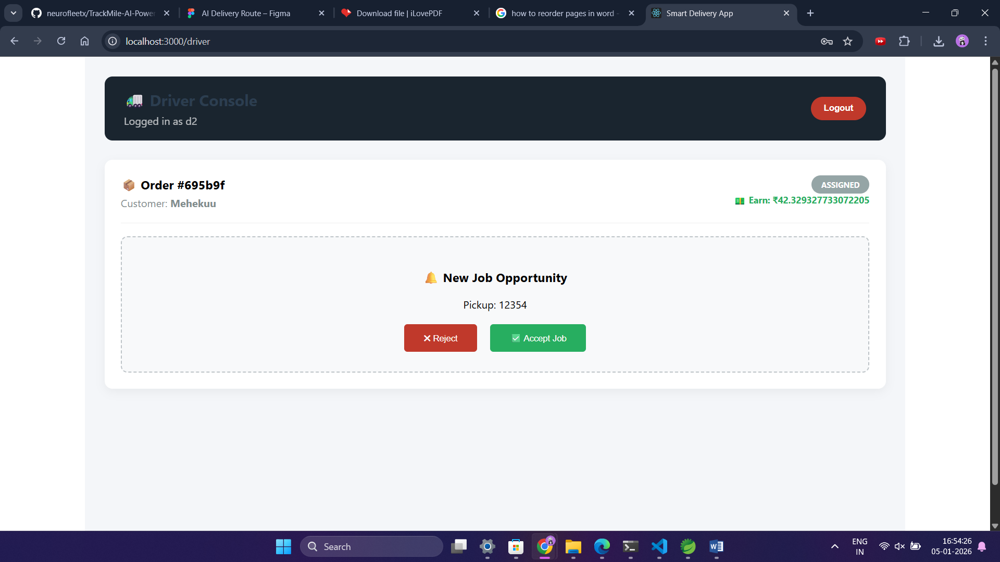 neurofleetx/TrackMile-AI-Power
AI Delivery Route – Figma
Download file | iLovePDF
how to reorder pages in word -
Smart Delivery App
localhost:3000/driver
Driver Console
Logged in as d2
Logout
Order #695b9f
Customer: Mehekuu
ASSIGNED
Earn: ₹42.329327733072205
New Job Opportunity
Pickup: 12354
Reject
Accept Job
Search
ENG
IN
16:54:26
05-01-2026